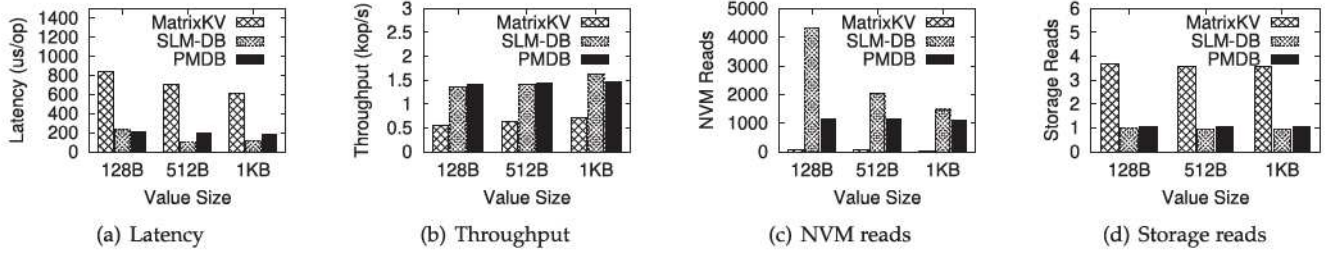 Latency (us/op)
1400
1200
1000
800
600
400
200
0
MatrixKV
SLM-DB
PMDB
128B 512B 1KB
Value Size
(a) Latency
Throughput (kop/s)
3
2.5
2
1.5
1
0.5
0
MatrixKV
SLM-DB
PMDB
128B 512B 1KB
Value Size
(b) Throughput
NVM Reads
5000
4000
3000
2000
1000
0
MatrixKV
SLM-DB
PMDB
128B 512B 1KB
Value Size
(c) NVM reads
Storage Reads
6
5
4
3
2
1
0
MatrixKV
SLM-DB
PMDB
128B 512B 1KB
Value Size
(d) Storage reads